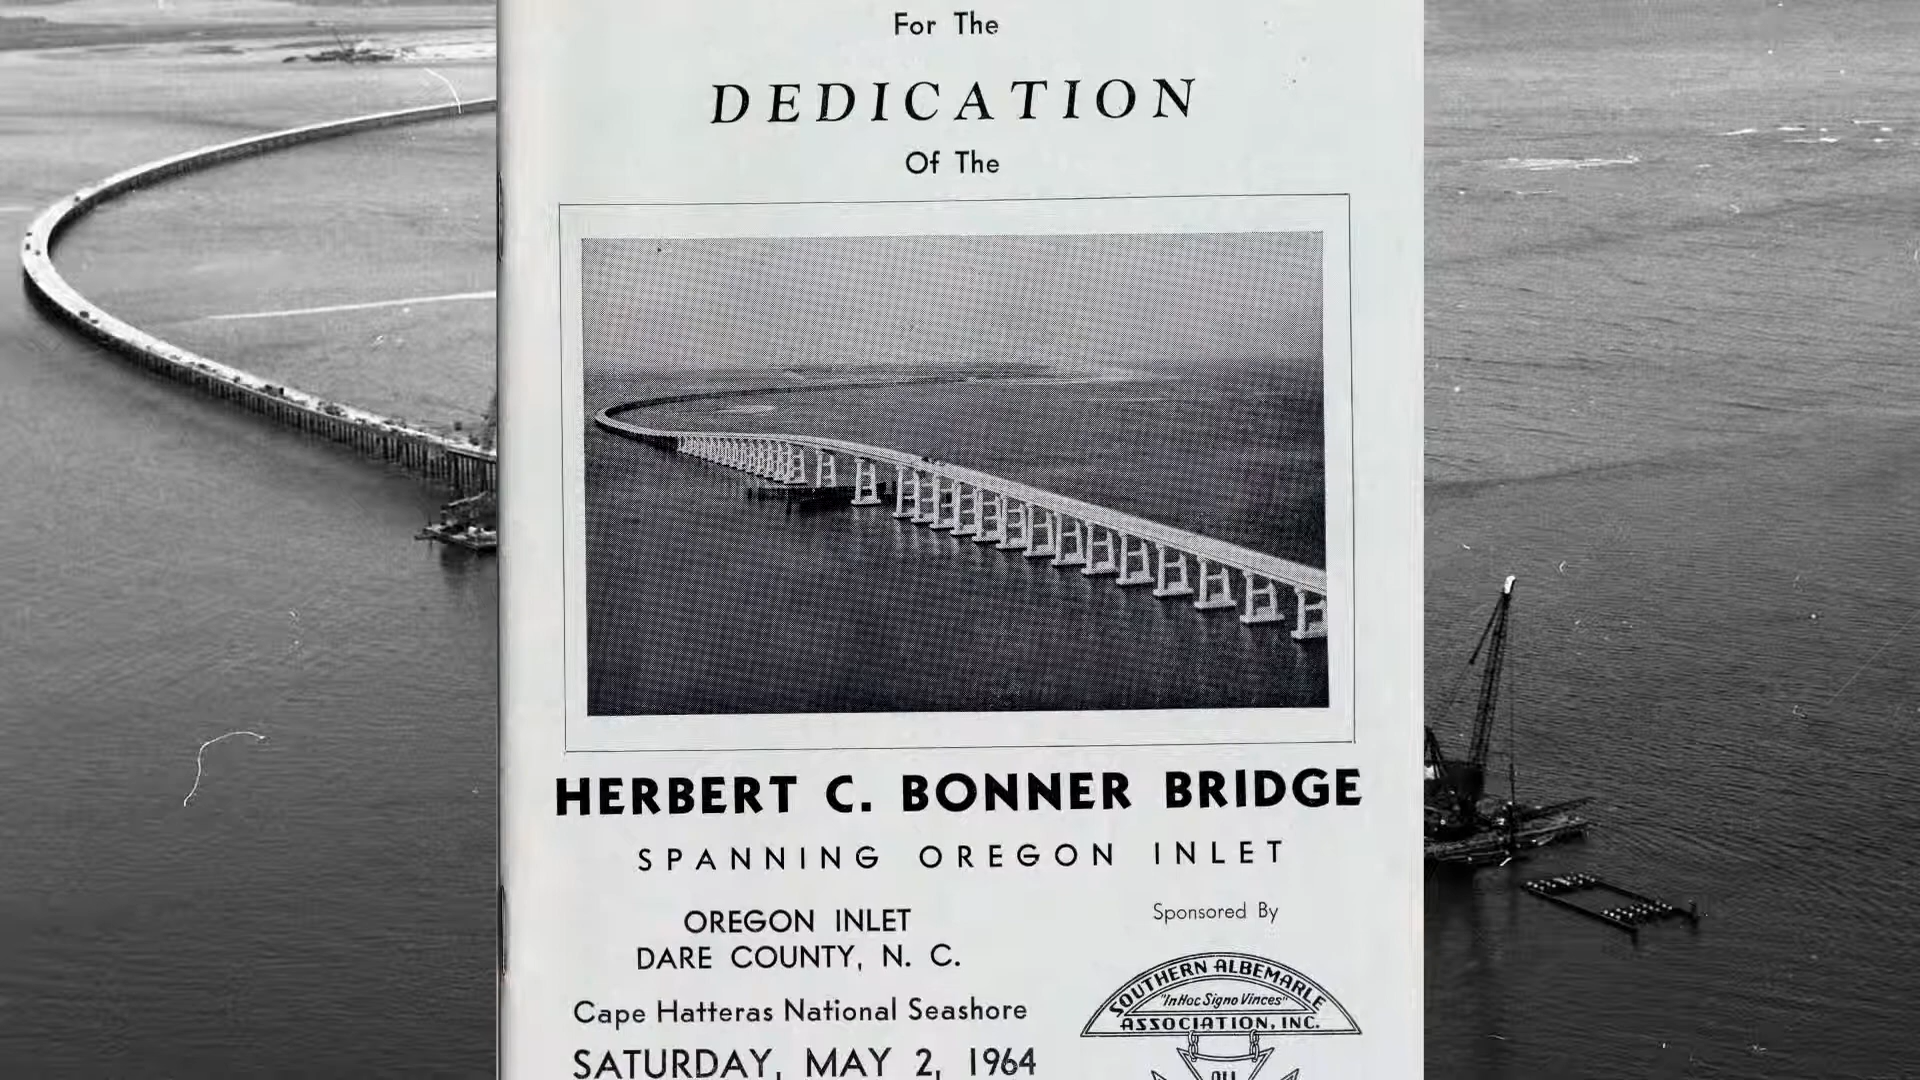 For The
DEDICATION
Of The
HERBERT C. BONNER BRIDGE
SPANNING OREGON INLET
OREGON INLET
DARE COUNTY, N. C.
Cape Hatteras National Seashore
SATURDAY, MAY 2, 1964
Sponsored By
SOUTHERN ALBEMARLE
"In Hoc Signo Vinces"
ASSOCIATION, INC.